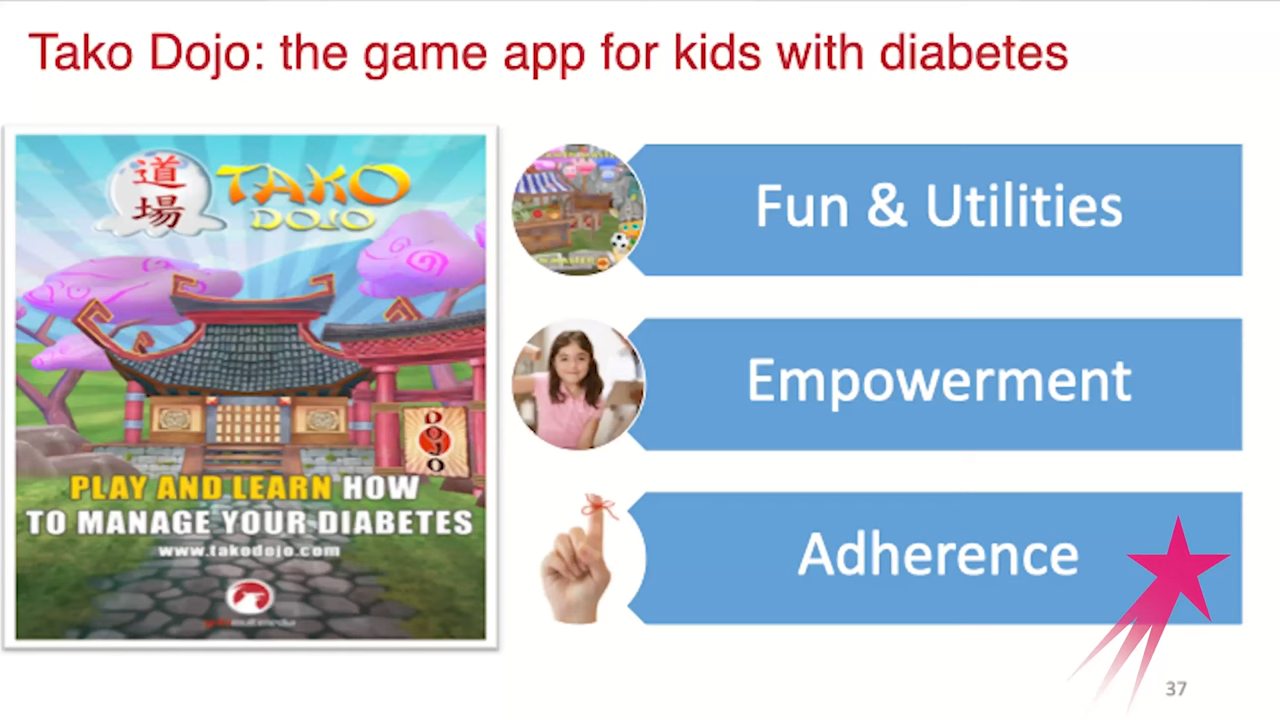 Tako Dojo: the game app for kids with diabetes
道
場
TAKO
DOJO
DOJO
PLAY AND LEARN HOW
TO MANAGE YOUR DIABETES
www.takodojo.com
Fun & Utilities
Empowerment
Adherence
37